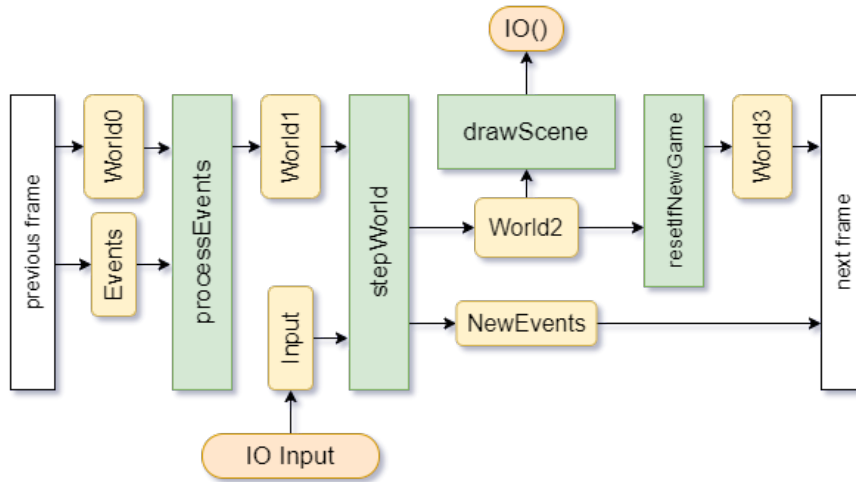 IO()
previous frame
World0
Events
processEvents
World1
Input
IO Input
stepWorld
drawScene
World2
NewEvents
resetIfNewGame
World3
next frame